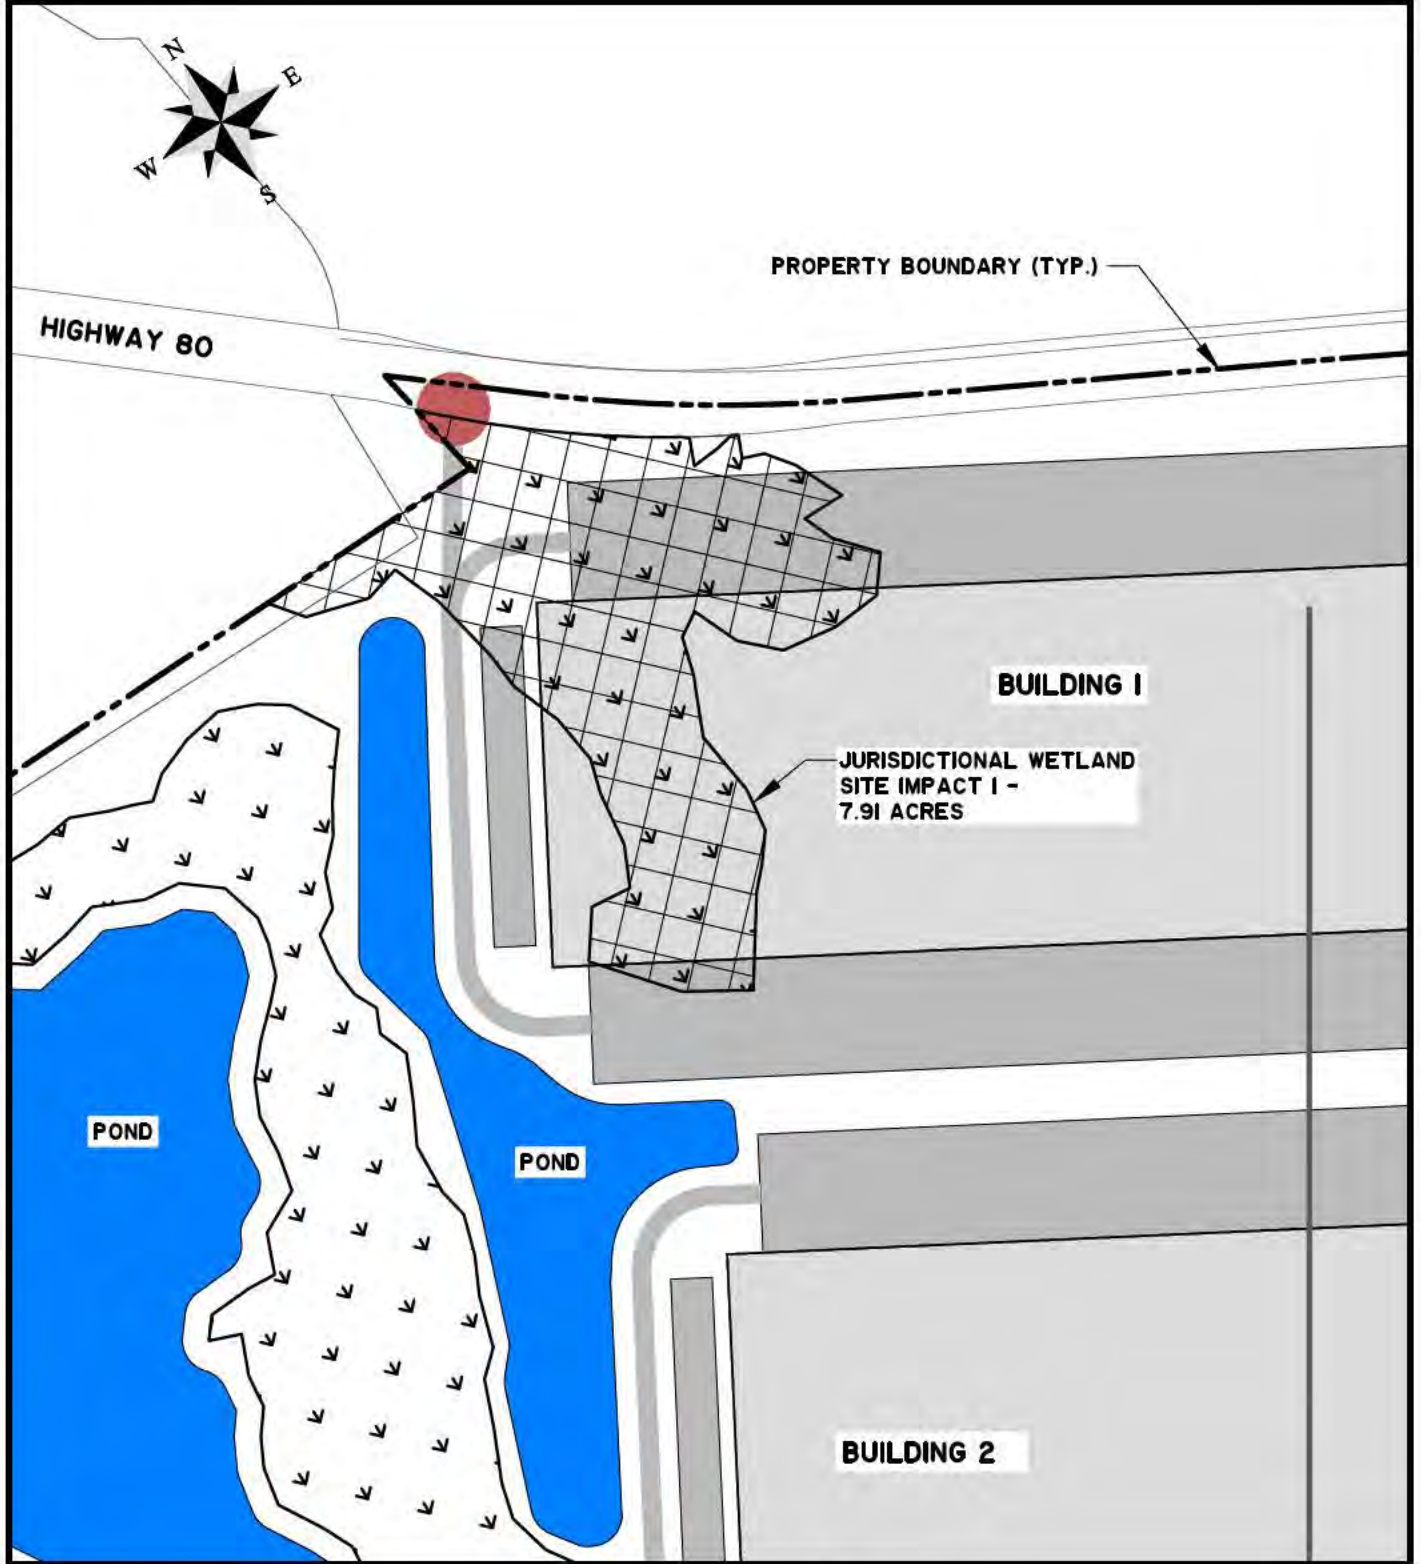 N
E
W
S
PROPERTY BOUNDARY (TYP.)
HIGHWAY 80
BUILDING 1
JURISDICTIONAL WETLAND
SITE IMPACT 1 -
7.91 ACRES
POND
POND
BUILDING 2